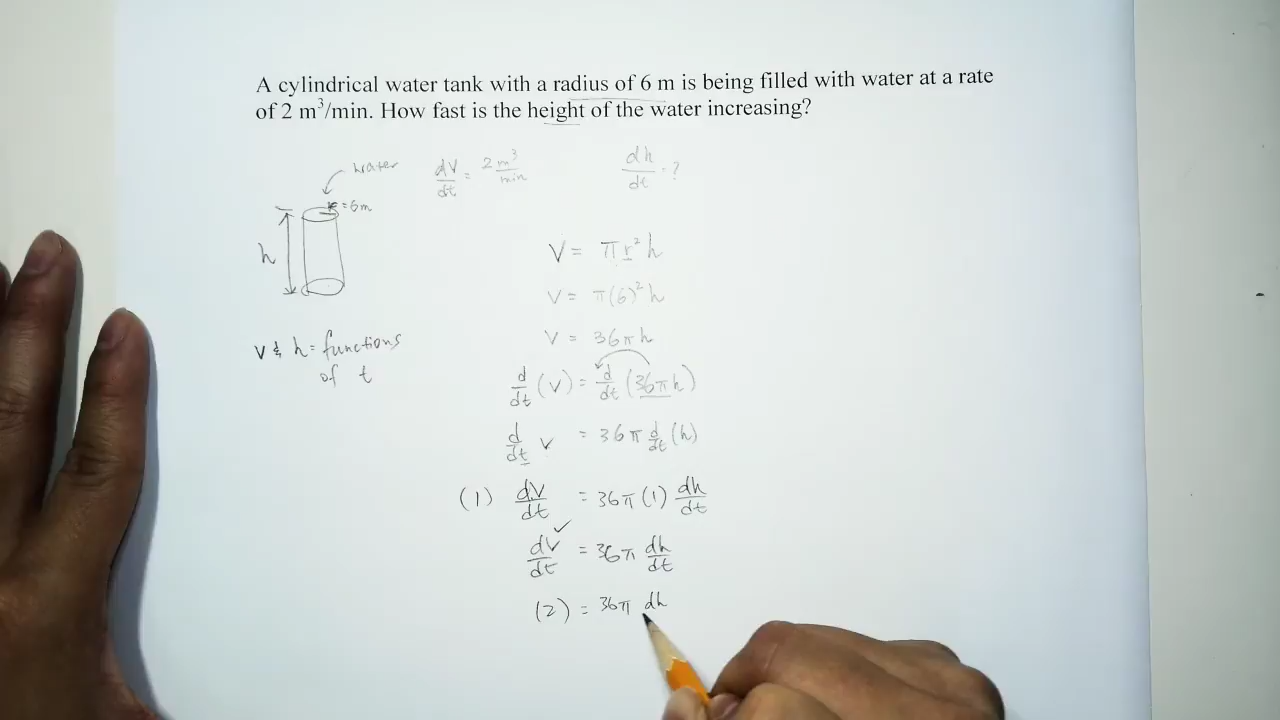 A cylindrical water tank with a radius of 6 m is being filled with water at a rate
of 2 m³/min. How fast is the height of the water increasing?
water
r = 6m
h
dV/dt = 2 m³/min
dh/dt = ?
V = πr²h
V = π(6)²h
V = 36πh
V & h = functions
of t
d/dt (V) = d/dt (36πh)
d/dt V = 36π d/dt (h)
(1) dV/dt = 36π(1) dh/dt
dV/dt ✓ = 36π dh/dt
(2) = 36π dh